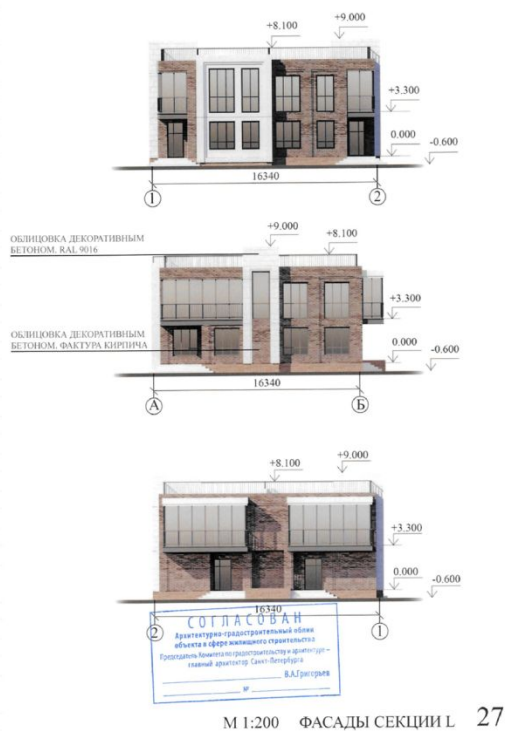 +9.000
+8.100
+3.300
0.000
-0.600
16340
1
2
ОБЛИЦОВКА ДЕКОРАТИВНЫМ
БЕТОНОМ. RAL 9016
+9.000
+8.100
+3.300
ОБЛИЦОВКА ДЕКОРАТИВНЫМ
БЕТОНОМ. ФАКТУРА КИРПИЧА
0.000
-0.600
16340
А
Б
+9.000
+8.100
+3.300
0.000
-0.600
16340
2
1
СОГЛАСОВАН
Архитектурно-градостроительный облик
объекта в сфере жилищного строительства
Председатель Комитета по градостроительству и архитектуре –
главный архитектор Санкт-Петербурга
В.А.Григорьев
№
М 1:200 ФАСАДЫ СЕКЦИИ L 27